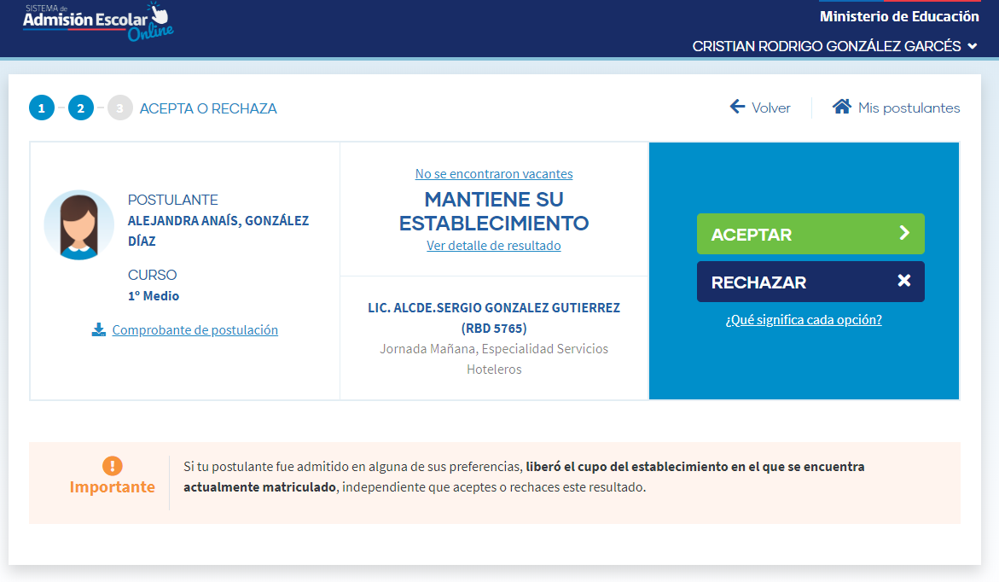 SISTEMA de
Admisión Escolar
Online
Ministerio de Educación
CRISTIAN RODRIGO GONZÁLEZ GARCÉS
1 2 3 ACEPTA O RECHAZA
Volver
Mis postulantes
POSTULANTE
ALEJANDRA ANAÍS, GONZÁLEZ
DÍAZ
CURSO
1º Medio
Comprobante de postulación
No se encontraron vacantes
MANTIENE SU
ESTABLECIMIENTO
Ver detalle de resultado
LIC. ALCDE.SERGIO GONZALEZ GUTIERREZ
(RBD 5765)
Jornada Mañana, Especialidad Servicios
Hoteleros
ACEPTAR
RECHAZAR
¿Qué significa cada opción?
Importante
Si tu postulante fue admitido en alguna de sus preferencias, liberó el cupo del establecimiento en el que se encuentra
actualmente matriculado, independiente que aceptes o rechaces este resultado.